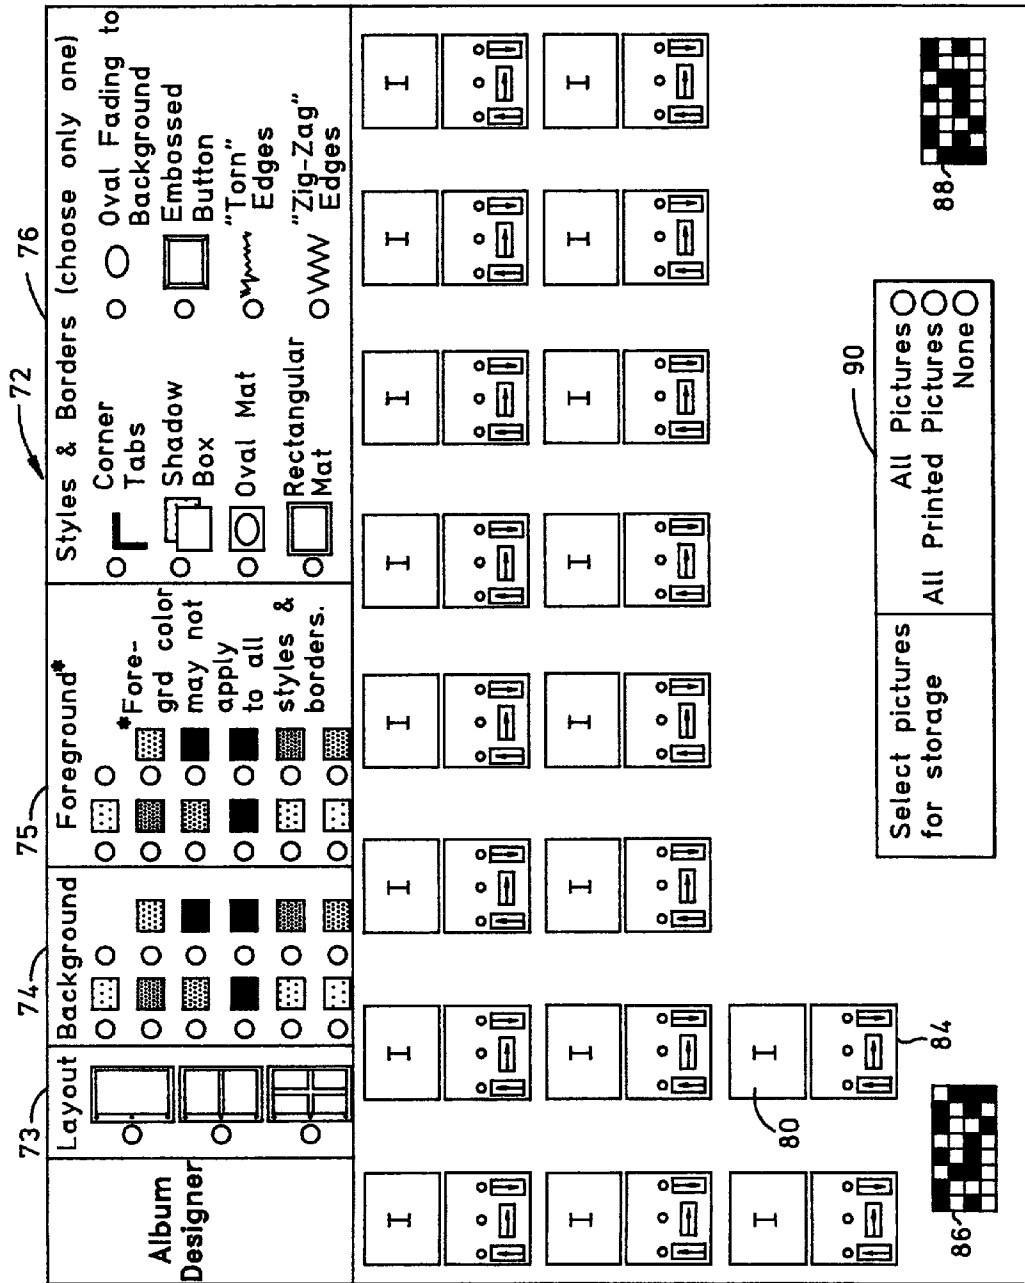 72
73 74 75 76
Album
Designer
Layout
Background
Foreground*
*Fore-
grd color
may not
apply
to all
styles &
borders.
Styles & Borders (choose only one)
Corner
Tabs
Shadow
Box
Oval Mat
Rectangular
Mat
Oval Fading to
Background
Embossed
Button
"Torn"
Edges
"Zig-Zag"
Edges
I I I I I I I I
I I I I I I I I
I I
80
84
86
Select pictures
for storage
All Pictures
All Printed Pictures
None
90
88